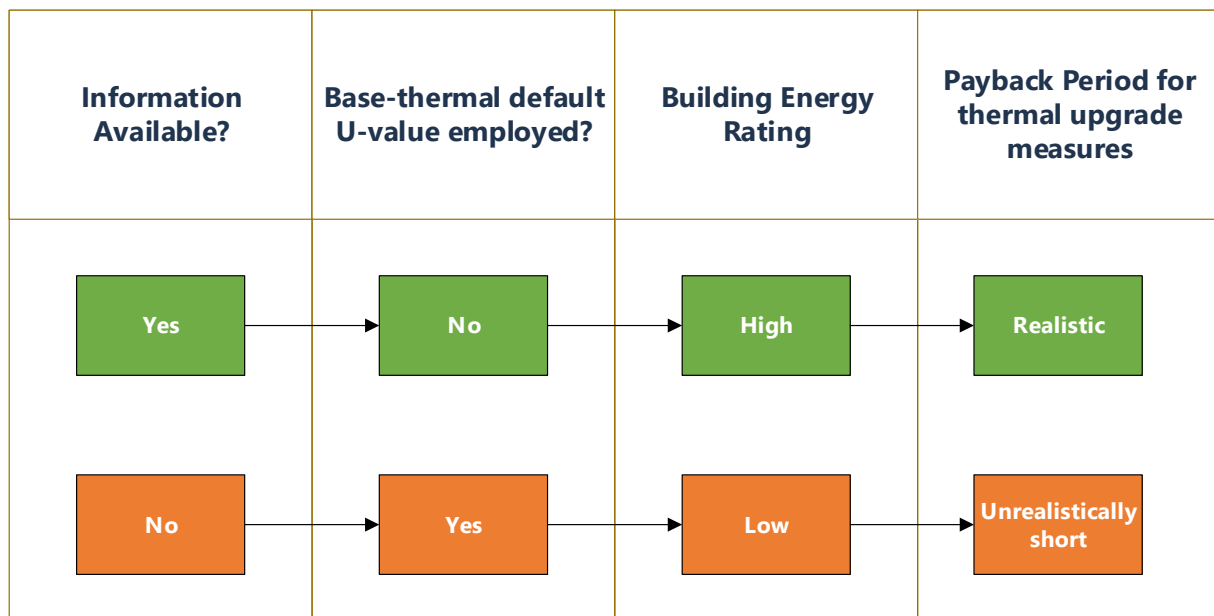 Information
Available?
Base-thermal default
U-value employed?
Building Energy
Rating
Payback Period for
thermal upgrade
measures
Yes
No
High
Realistic
No
Yes
Low
Unrealistically
short